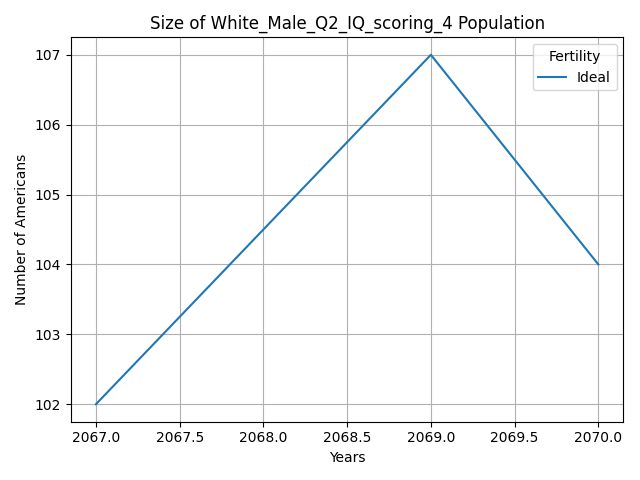 Size of White_Male_Q2_IQ_scoring_4 Population
Fertility
Ideal
107
106
105
104
103
102
Number of Americans
2067.0 2067.5 2068.0 2068.5 2069.0 2069.5 2070.0
Years